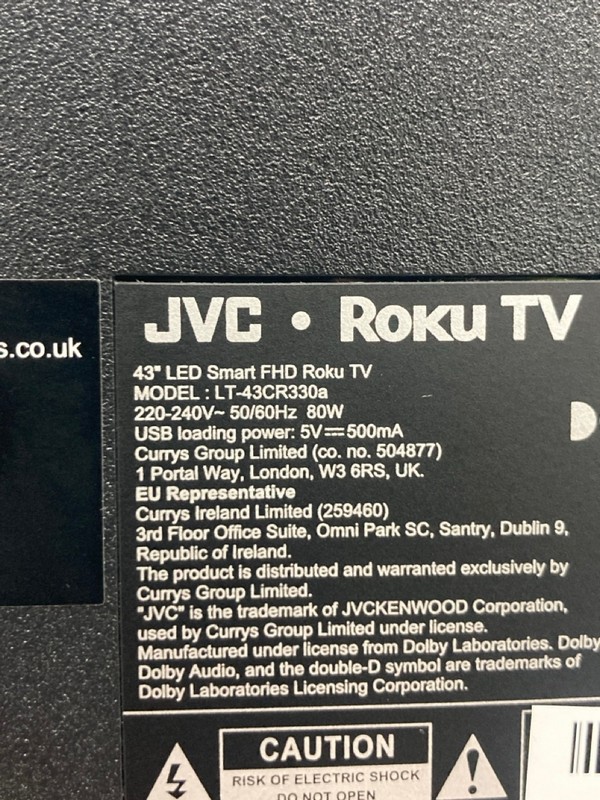 s.co.uk
JVC • ROKU TV
43" LED Smart FHD Roku TV
MODEL : LT-43CR330a
220-240V~ 50/60Hz 80W
USB loading power: 5V⎓500mA
Currys Group Limited (co. no. 504877)
1 Portal Way, London, W3 6RS, UK.
EU Representative
Currys Ireland Limited (259460)
3rd Floor Office Suite, Omni Park SC, Santry, Dublin 9,
Republic of Ireland.
The product is distributed and warranted exclusively by
Currys Group Limited.
"JVC" is the trademark of JVCKENWOOD Corporation,
used by Currys Group Limited under license.
Manufactured under license from Dolby Laboratories. Dolby
Dolby Audio, and the double-D symbol are trademarks of
Dolby Laboratories Licensing Corporation.
CAUTION
RISK OF ELECTRIC SHOCK
DO NOT OPEN